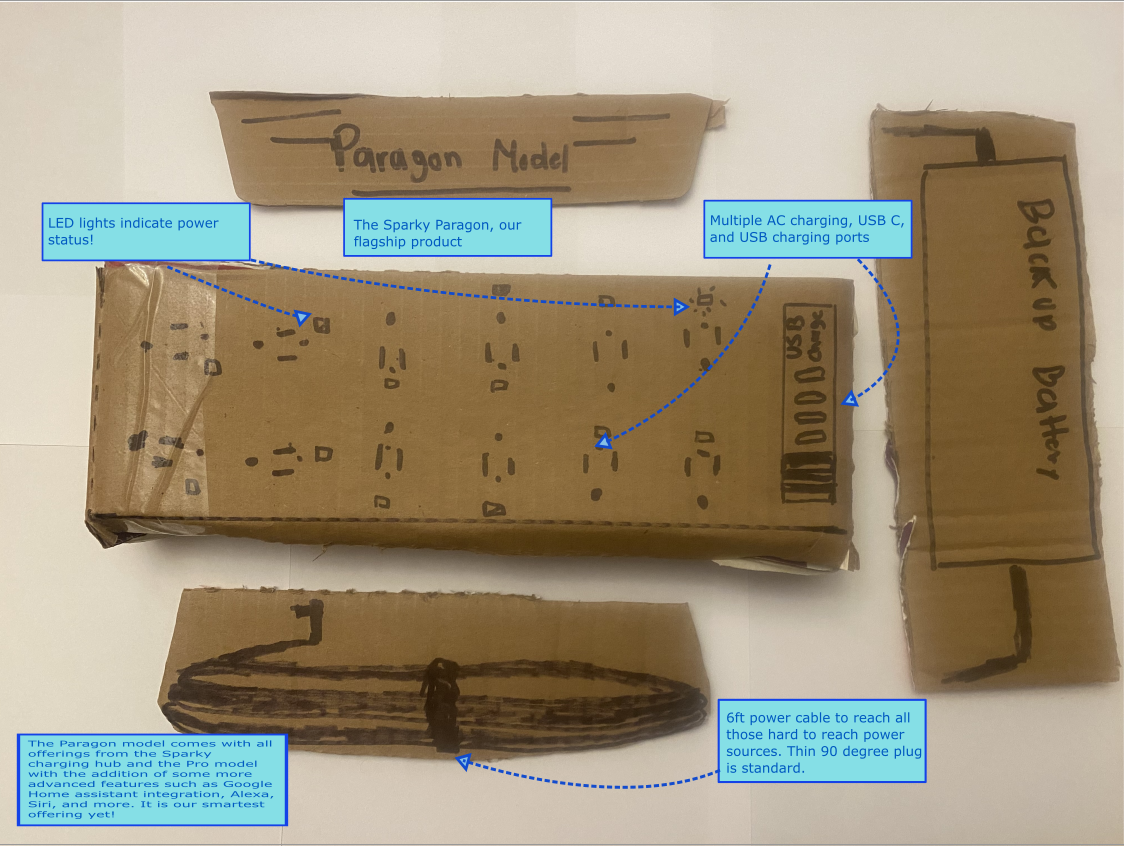 Paragon Model
LED lights indicate power
status!
The Sparky Paragon, our
flagship product
Multiple AC charging, USB C,
and USB charging ports
USB
charge
Back up Battery
6ft power cable to reach all
those hard to reach power
sources. Thin 90 degree plug
is standard.
The Paragon model comes with all
offerings from the Sparky
charging hub and the Pro model
with the addition of some more
advanced features such as Google
Home assistant integration, Alexa,
Siri, and more. It is our smartest
offering yet!